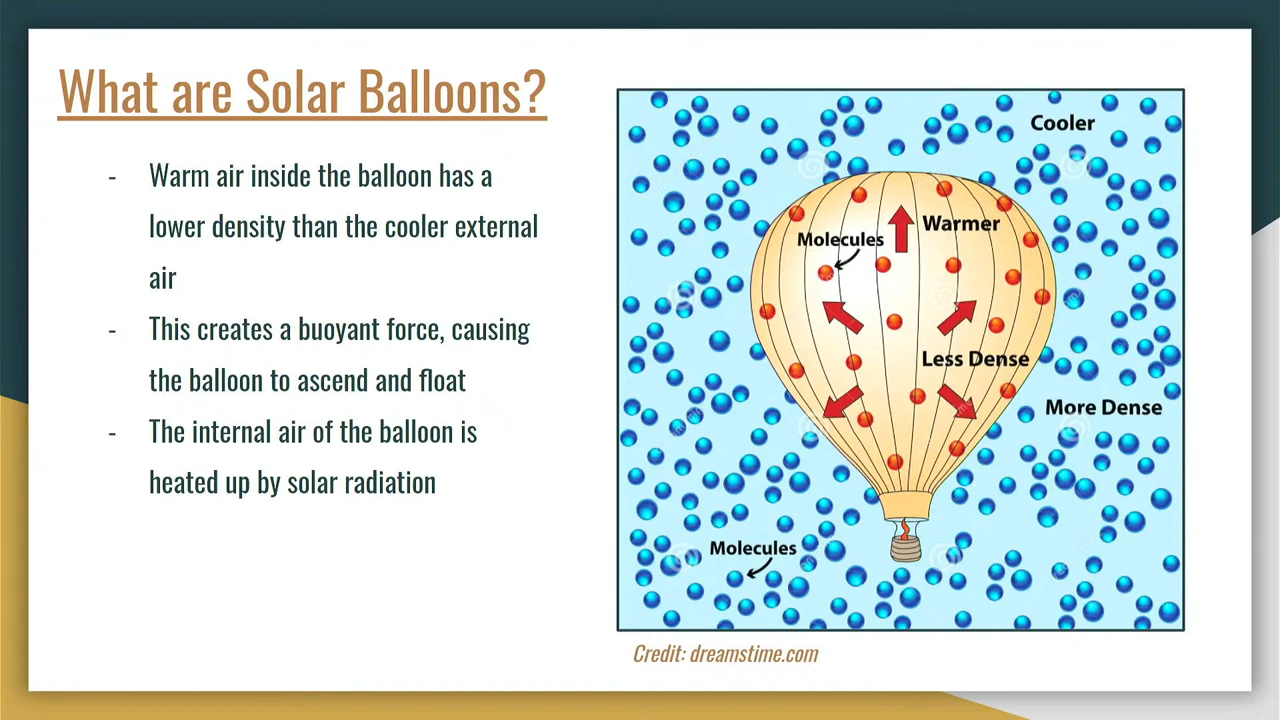 What are Solar Balloons?
- Warm air inside the balloon has a
lower density than the cooler external
air
- This creates a buoyant force, causing
the balloon to ascend and float
- The internal air of the balloon is
heated up by solar radiation
Cooler
Warmer
Molecules
Less Dense
More Dense
Molecules
Credit: dreamstime.com